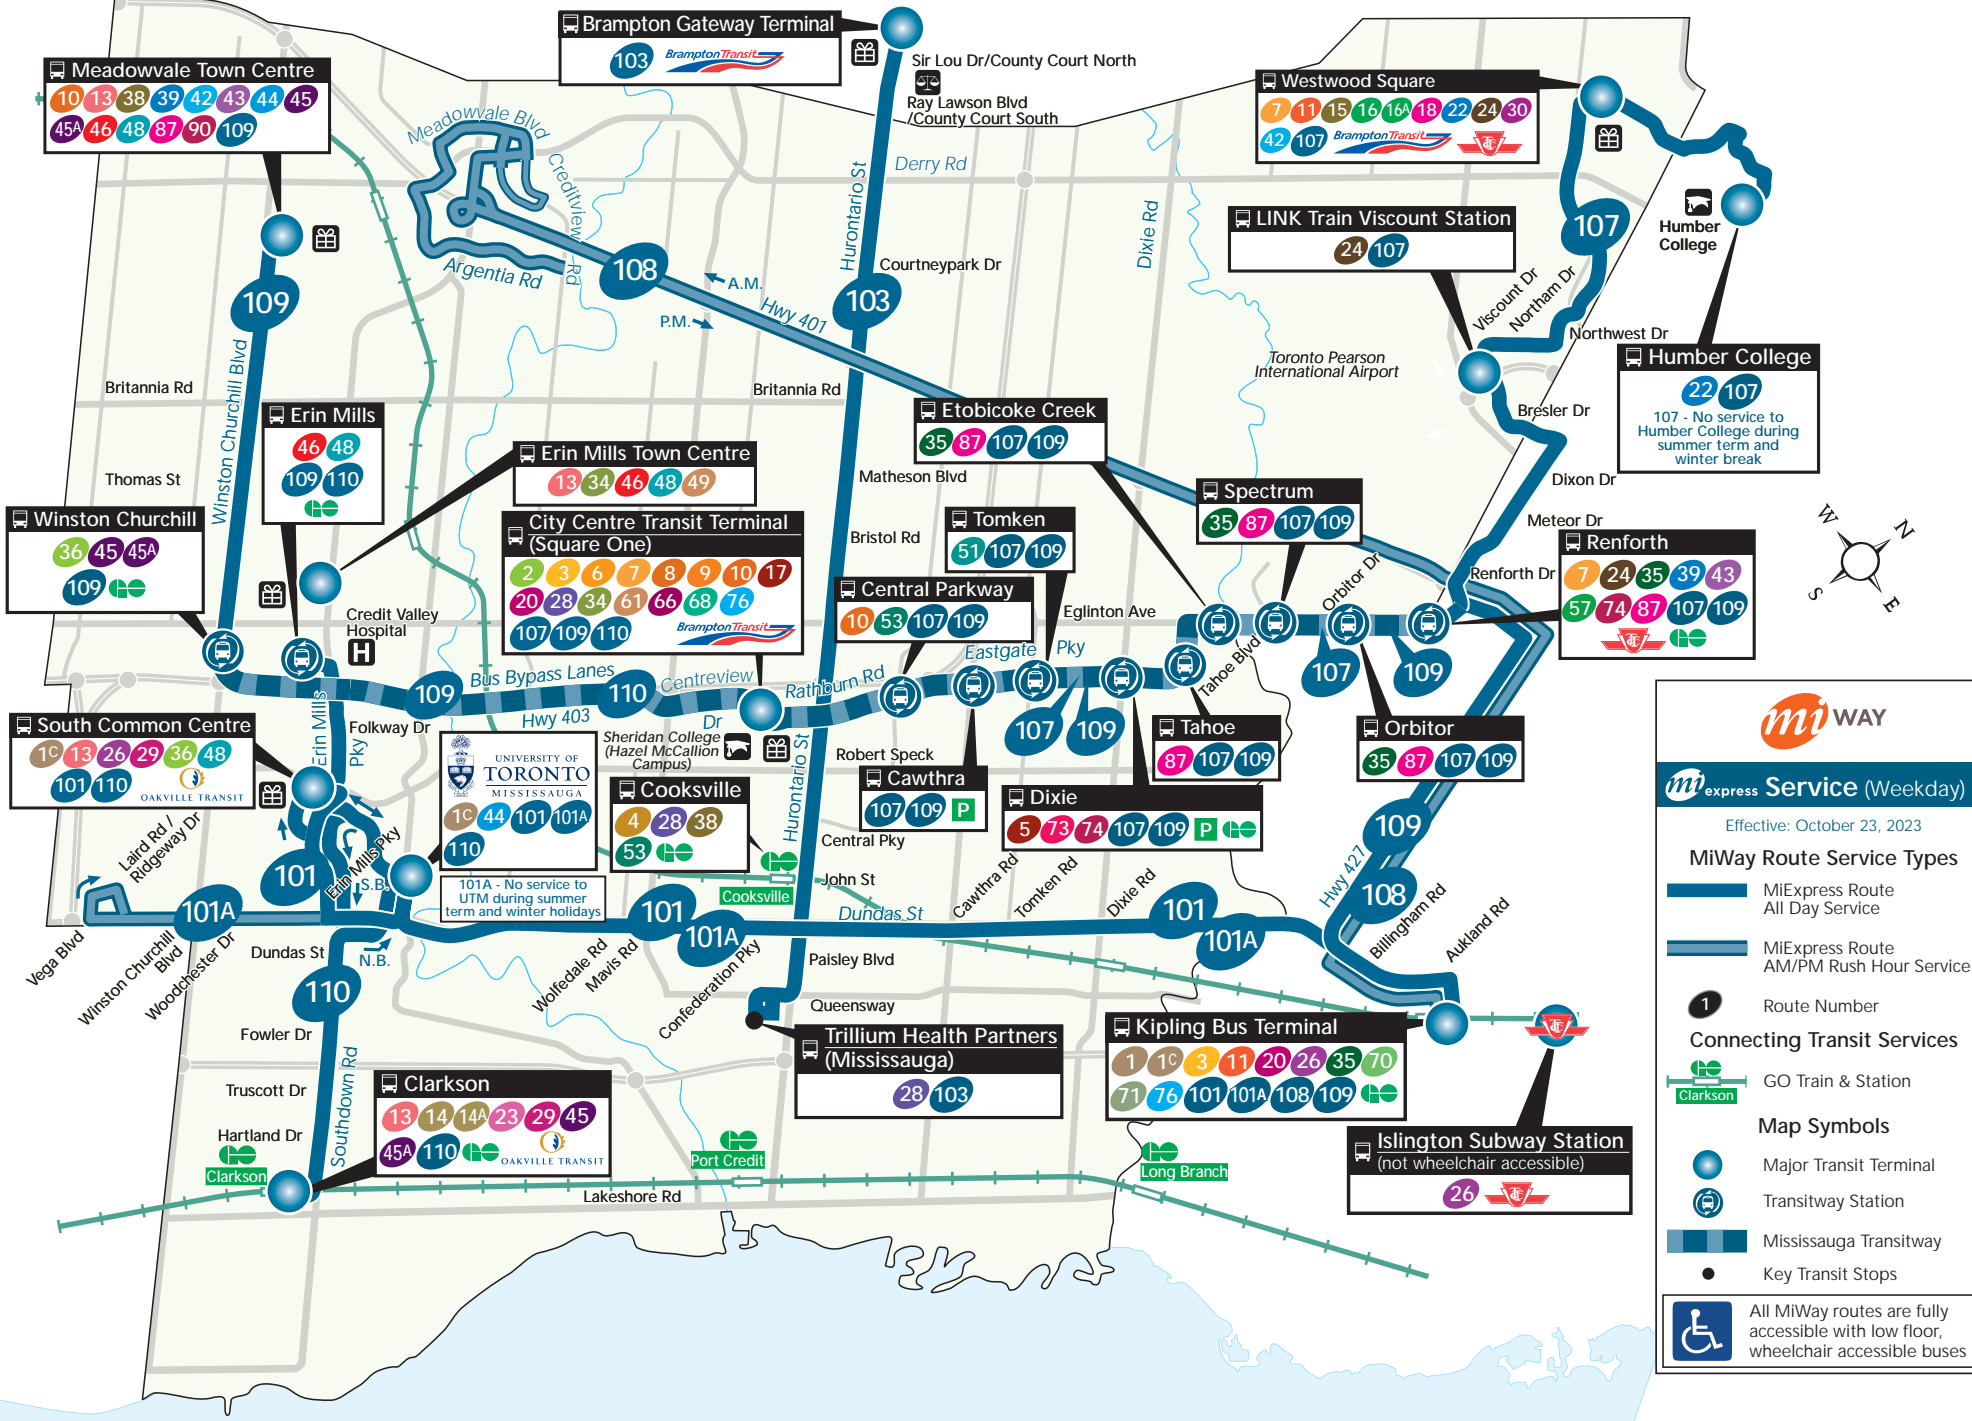 Brampton Gateway Terminal
103 Brampton Transit
Sir Lou Dr/County Court North
Ray Lawson Blvd
/County Court South
Meadowvale Town Centre
10 13 38 39 42 43 44 45
45A 46 48 87 90 109
Meadowvale Blvd
Creditview Rd
Argentia Rd
Derry Rd
Hurontario St
Dixie Rd
Westwood Square
7 11 15 16 16A 18 22 24 30
42 107 Brampton Transit
107
Humber
College
LINK Train Viscount Station
24 107
Viscount Dr
Northam Dr
Northwest Dr
Humber College
22 107
107 - No service to
Humber College during
summer term and
winter break
108
A.M.
P.M.
Hwy 401
103
Courtneypark Dr
109
Winston Churchill Blvd
Toronto Pearson
International Airport
Bresler Dr
Britannia Rd
Britannia Rd
Erin Mills
46 48
109 110
GO
Erin Mills Town Centre
13 34 46 48 49
Etobicoke Creek
35 87 107 109
Thomas St
Matheson Blvd
Dixon Dr
Spectrum
35 87 107 109
Winston Churchill
36 45 45A
109 GO
City Centre Transit Terminal
(Square One)
2 3 6 7 8 9 10 17
20 28 34 61 66 68 76
107 109 110 Brampton Transit
Bristol Rd
Tomken
51 107 109
Meteor Dr
Renforth
7 24 35 39 43
57 74 87 107 109
TTC GO
Renforth Dr
Orbitor Dr
Central Parkway
10 53 107 109
Eglinton Ave
Credit Valley
Hospital
H
W N S E
Eastgate Pky
Tahoe Blvd
107
109
Bus Bypass Lanes
109
110
Centreview
Dr
Rathburn Rd
Hwy 403
107
109
Erin Mills
Pky
Folkway Dr
South Common Centre
1C 13 26 29 36 48
101 110 OAKVILLE TRANSIT
UNIVERSITY OF
TORONTO
MISSISSAUGA
1C 44 101 101A
110
101A - No service to
UTM during summer
term and winter holidays
Sheridan College
(Hazel McCallion
Campus)
Cooksville
4 28 38
53 GO
Hurontario St
Robert Speck
Cawthra
107 109 P
Tahoe
87 107 109
Dixie
5 73 74 107 109 P GO
Orbitor
35 87 107 109
Laird Rd /
Ridgeway Dr
Erin Mills Pky
101
S.B.
Cooksville
Central Pky
John St
Dundas St
Cawthra Rd
Tomken Rd
Dixie Rd
109
Hwy 427
108
Billingham Rd
Aukland Rd
101A
101
101A
101
101A
Vega Blvd
Winston Churchill
Blvd
Woodchester Dr
Dundas St
N.B.
Wolfedale Rd
Mavis Rd
Confederation Pky
Paisley Blvd
Queensway
110
Fowler Dr
Truscott Dr
Hartland Dr
Southdown Rd
Clarkson
Clarkson
13 14 14A 23 29 45
45A 110 GO OAKVILLE TRANSIT
Trillium Health Partners
(Mississauga)
28 103
Kipling Bus Terminal
1 1C 3 11 20 26 35 70
71 76 101 101A 108 109 GO
Islington Subway Station
(not wheelchair accessible)
26 TTC
Port Credit
Long Branch
Lakeshore Rd
mi WAY
mi express Service (Weekday)
Effective: October 23, 2023
MiWay Route Service Types
MiExpress Route
All Day Service
MiExpress Route
AM/PM Rush Hour Service
1 Route Number
Connecting Transit Services
Clarkson GO Train & Station
Map Symbols
Major Transit Terminal
Transitway Station
Mississauga Transitway
Key Transit Stops
All MiWay routes are fully
accessible with low floor,
wheelchair accessible buses